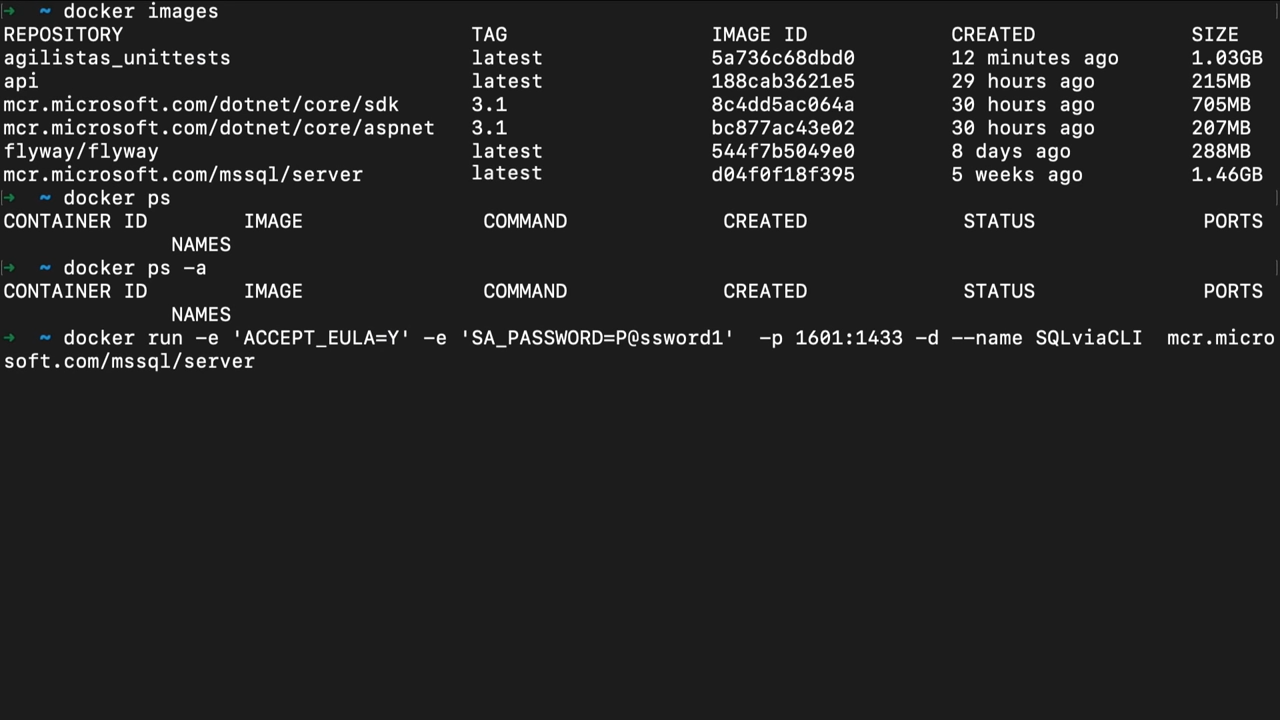 ➜  ~ docker images
REPOSITORY                             TAG                 IMAGE ID            CREATED             SIZE
agilistas_unittests                    latest              5a736c68dbd0        12 minutes ago      1.03GB
api                                    latest              188cab3621e5        29 hours ago        215MB
mcr.microsoft.com/dotnet/core/sdk      3.1                 8c4dd5ac064a        30 hours ago        705MB
mcr.microsoft.com/dotnet/core/aspnet   3.1                 bc877ac43e02        30 hours ago        207MB
flyway/flyway                          latest              544f7b5049e0        8 days ago          288MB
mcr.microsoft.com/mssql/server         latest              d04f0f18f395        5 weeks ago         1.46GB
➜  ~ docker ps
CONTAINER ID        IMAGE               COMMAND             CREATED             STATUS              PORTS
              NAMES
➜  ~ docker ps -a
CONTAINER ID        IMAGE               COMMAND             CREATED             STATUS              PORTS
              NAMES
➜  ~ docker run -e 'ACCEPT_EULA=Y' -e 'SA_PASSWORD=P@ssword1'  -p 1601:1433 -d --name SQLviaCLI  mcr.micro
soft.com/mssql/server